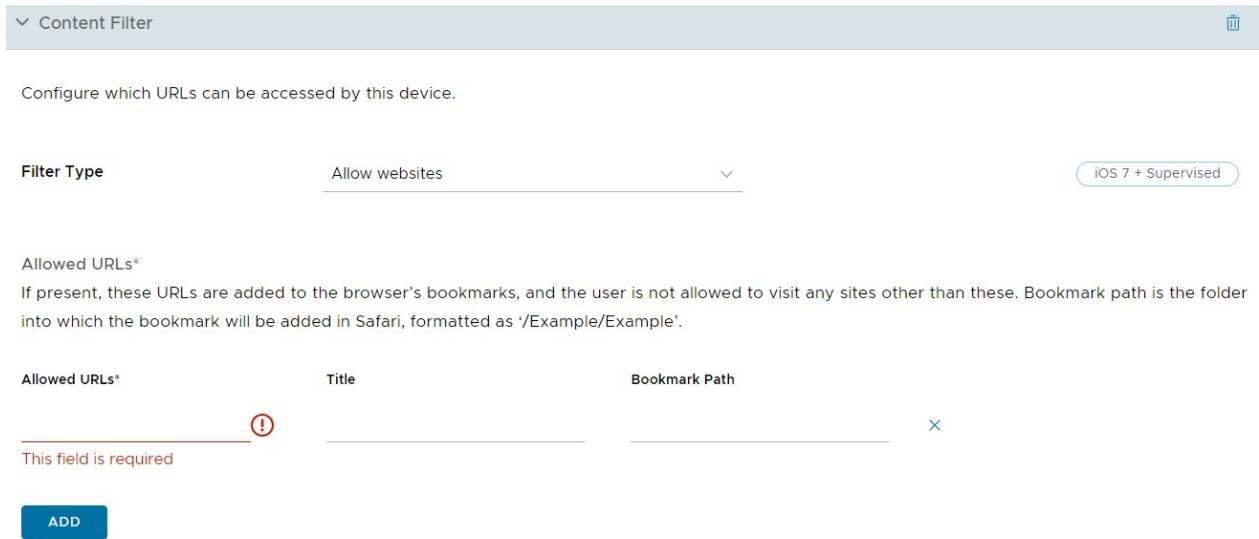 Content Filter
Configure which URLs can be accessed by this device.
Filter Type
Allow websites
iOS 7 + Supervised
Allowed URLs*
If present, these URLs are added to the browser’s bookmarks, and the user is not allowed to visit any sites other than these. Bookmark path is the folder
into which the bookmark will be added in Safari, formatted as ‘/Example/Example’.
Allowed URLs* Title Bookmark Path
This field is required
ADD